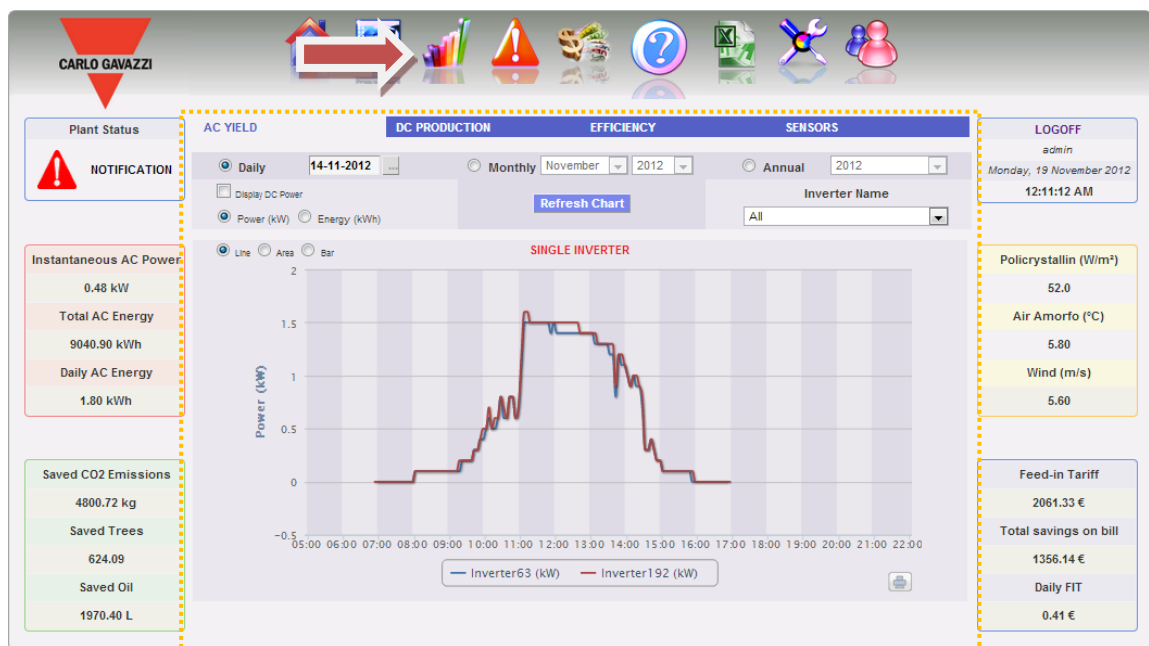 CARLO GAVAZZI
Plant Status
NOTIFICATION
Instantaneous AC Power
0.48 kW
Total AC Energy
9040.90 kWh
Daily AC Energy
1.80 kWh
Saved CO2 Emissions
4800.72 kg
Saved Trees
624.09
Saved Oil
1970.40 L
AC YIELD DC PRODUCTION EFFICIENCY SENSORS
Daily 14-11-2012 ... Monthly November 2012 Annual 2012
Display DC Power
Refresh Chart
Inverter Name
Power (kW) Energy (kWh)
All
Line Area Bar
SINGLE INVERTER
Power (kW)
2
1.5
1
0.5
0
-0.5
05:00 06:00 07:00 08:00 09:00 10:00 11:00 12:00 13:00 14:00 15:00 16:00 17:00 18:00 19:00 20:00 21:00 22:00
Inverter63 (kW) Inverter192 (kW)
LOGOFF
admin
Monday, 19 November 2012
12:11:12 AM
Policrystallin (W/m²)
52.0
Air Amorfo (°C)
5.80
Wind (m/s)
5.60
Feed-in Tariff
2061.33 €
Total savings on bill
1356.14 €
Daily FIT
0.41 €